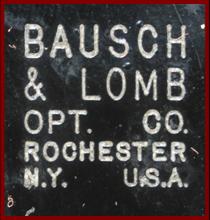 BAUSCH
& LOMB
OPT. CO.
ROCHESTER
N.Y. U.S.A.